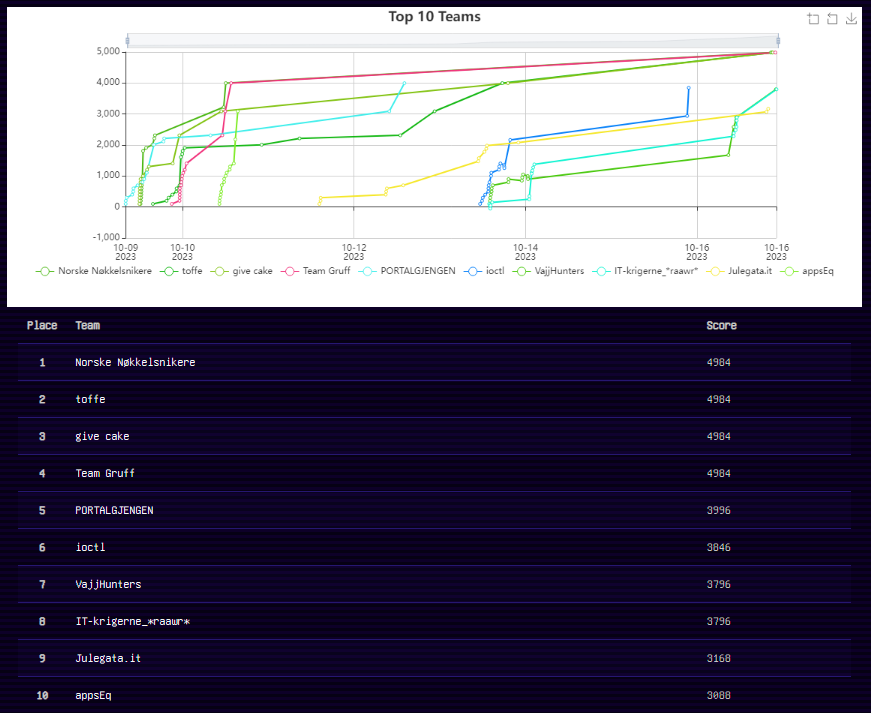 Top 10 Teams
5,000
4,000
3,000
2,000
1,000
0
-1,000
10-09 10-10 10-12 10-14 10-16 10-16
2023 2023 2023 2023 2023 2023
Norske Nøkkelsnikere toffe give cake Team Gruff PORTALGJENGEN ioctl VajjHunters IT-krigerne_*raawr* Julegata.it appsEq
Place Team Score
1 Norske Nøkkelsnikere 4984
2 toffe 4984
3 give cake 4984
4 Team Gruff 4984
5 PORTALGJENGEN 3996
6 ioctl 3846
7 VajjHunters 3796
8 IT-krigerne_*raawr* 3796
9 Julegata.it 3168
10 appsEq 3088